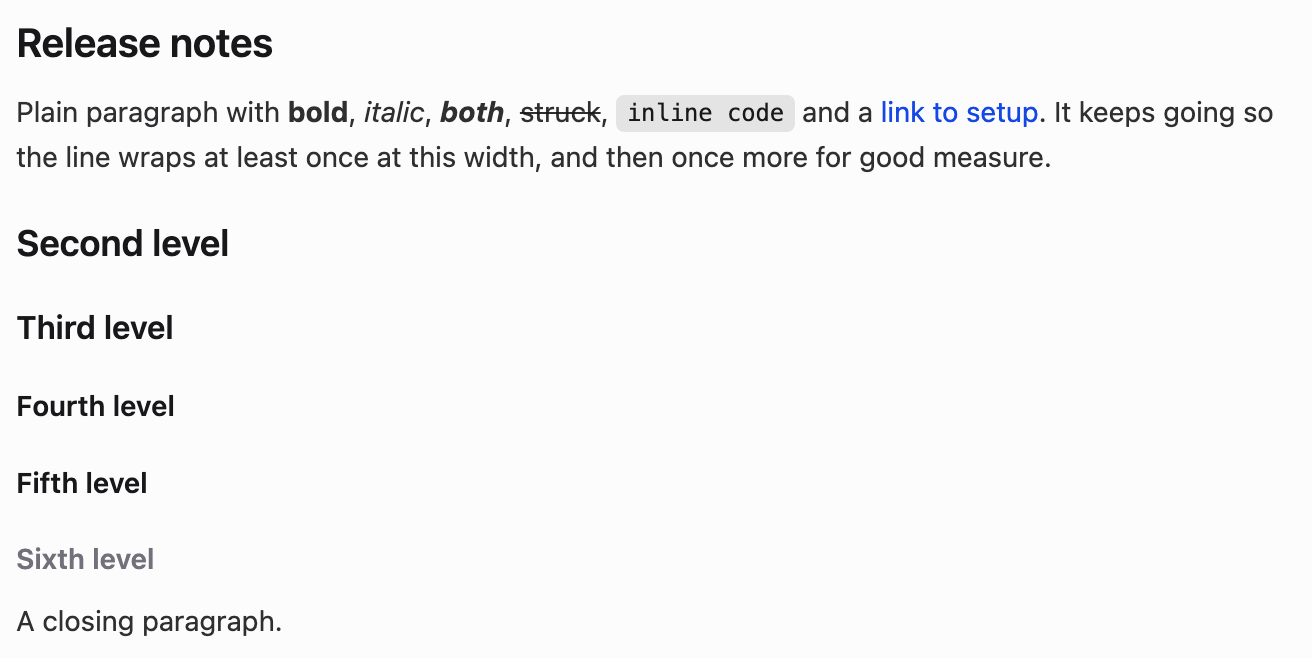 Release notes
Plain paragraph with bold, italic, both, struck, inline code and a link to setup. It keeps going so
the line wraps at least once at this width, and then once more for good measure.
Second level
Third level
Fourth level
Fifth level
Sixth level
A closing paragraph.